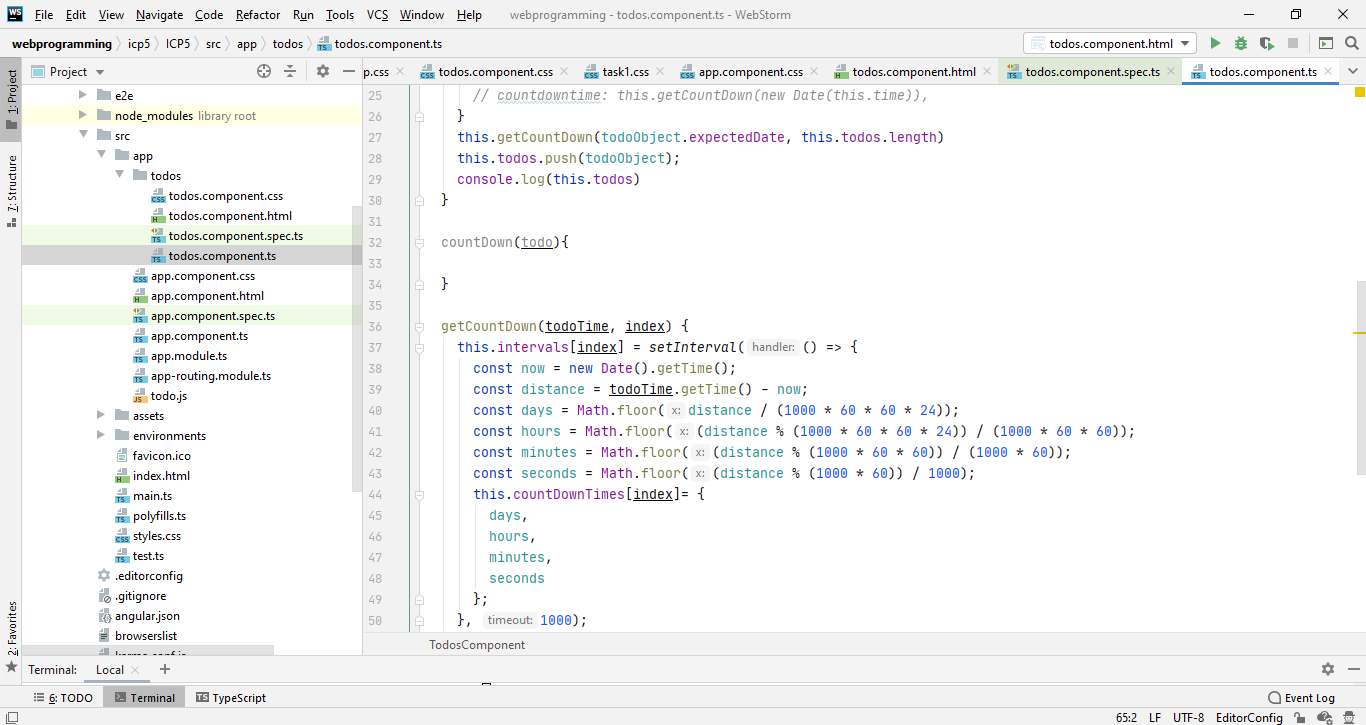 WS File Edit View Navigate Code Refactor Run Tools VCS Window Help webprogramming - todos.component.ts - WebStorm
webprogramming icp5 ICP5 src app todos todos.component.ts todos.component.html
1: Project
7: Structure
2: Favorites
Project
p.css todos.component.css task1.css app.component.css todos.component.html todos.component.spec.ts todos.component.ts
e2e
node_modules library root
src
app
todos
todos.component.css
todos.component.html
todos.component.spec.ts
todos.component.ts
app.component.css
app.component.html
app.component.spec.ts
app.component.ts
app.module.ts
app-routing.module.ts
todo.js
assets
environments
favicon.ico
index.html
main.ts
polyfills.ts
styles.css
test.ts
.editorconfig
.gitignore
angular.json
browserslist
karma.conf.js
25 // countdowntime: this.getCountDown(new Date(this.time)),
26 }
27 this.getCountDown(todoObject.expectedDate, this.todos.length)
28 this.todos.push(todoObject);
29 console.log(this.todos)
30 }
31
32 countDown(todo){
33
34 }
35
36 getCountDown(todoTime, index) {
37 this.intervals[index] = setInterval( handler: () => {
38 const now = new Date().getTime();
39 const distance = todoTime.getTime() - now;
40 const days = Math.floor( x: distance / (1000 * 60 * 60 * 24));
41 const hours = Math.floor( x: (distance % (1000 * 60 * 60 * 24)) / (1000 * 60 * 60));
42 const minutes = Math.floor( x: (distance % (1000 * 60 * 60)) / (1000 * 60));
43 const seconds = Math.floor( x: (distance % (1000 * 60)) / 1000);
44 this.countDownTimes[index]= {
45 days,
46 hours,
47 minutes,
48 seconds
49 };
50 }, timeout: 1000);
TodosComponent
Terminal: Local
6: TODO Terminal TypeScript Event Log
65:2 LF UTF-8 EditorConfig